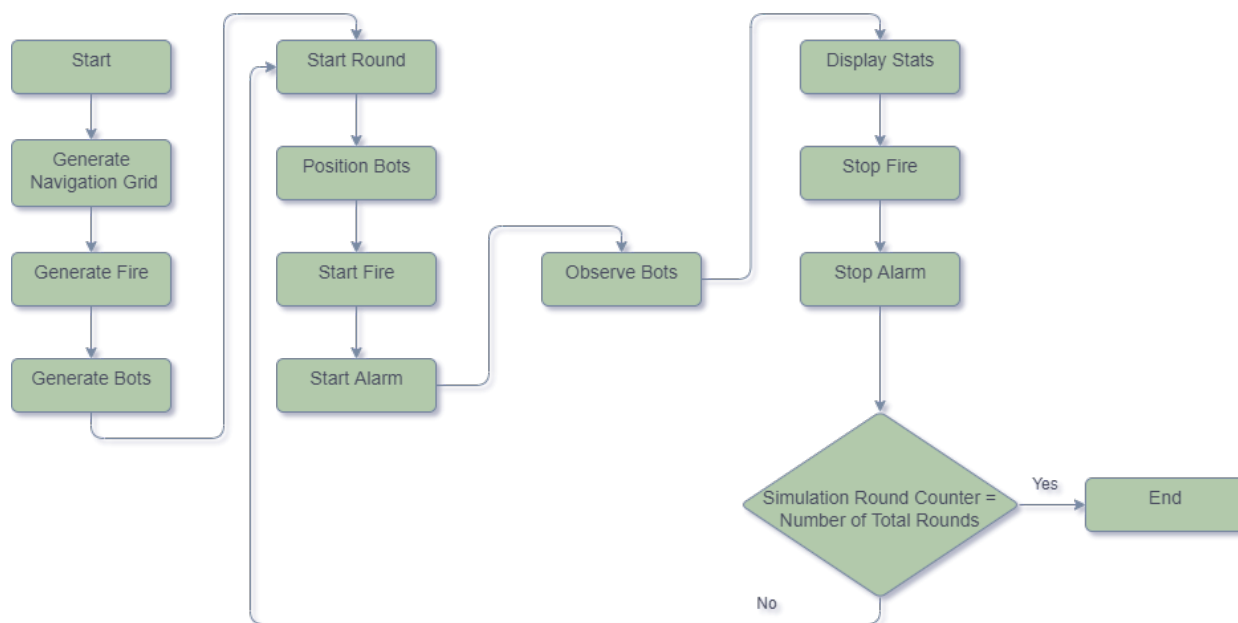 Start
Generate
Navigation Grid
Generate Fire
Generate Bots
Start Round
Position Bots
Start Fire
Start Alarm
Observe Bots
Display Stats
Stop Fire
Stop Alarm
Simulation Round Counter =
Number of Total Rounds
Yes
End
No